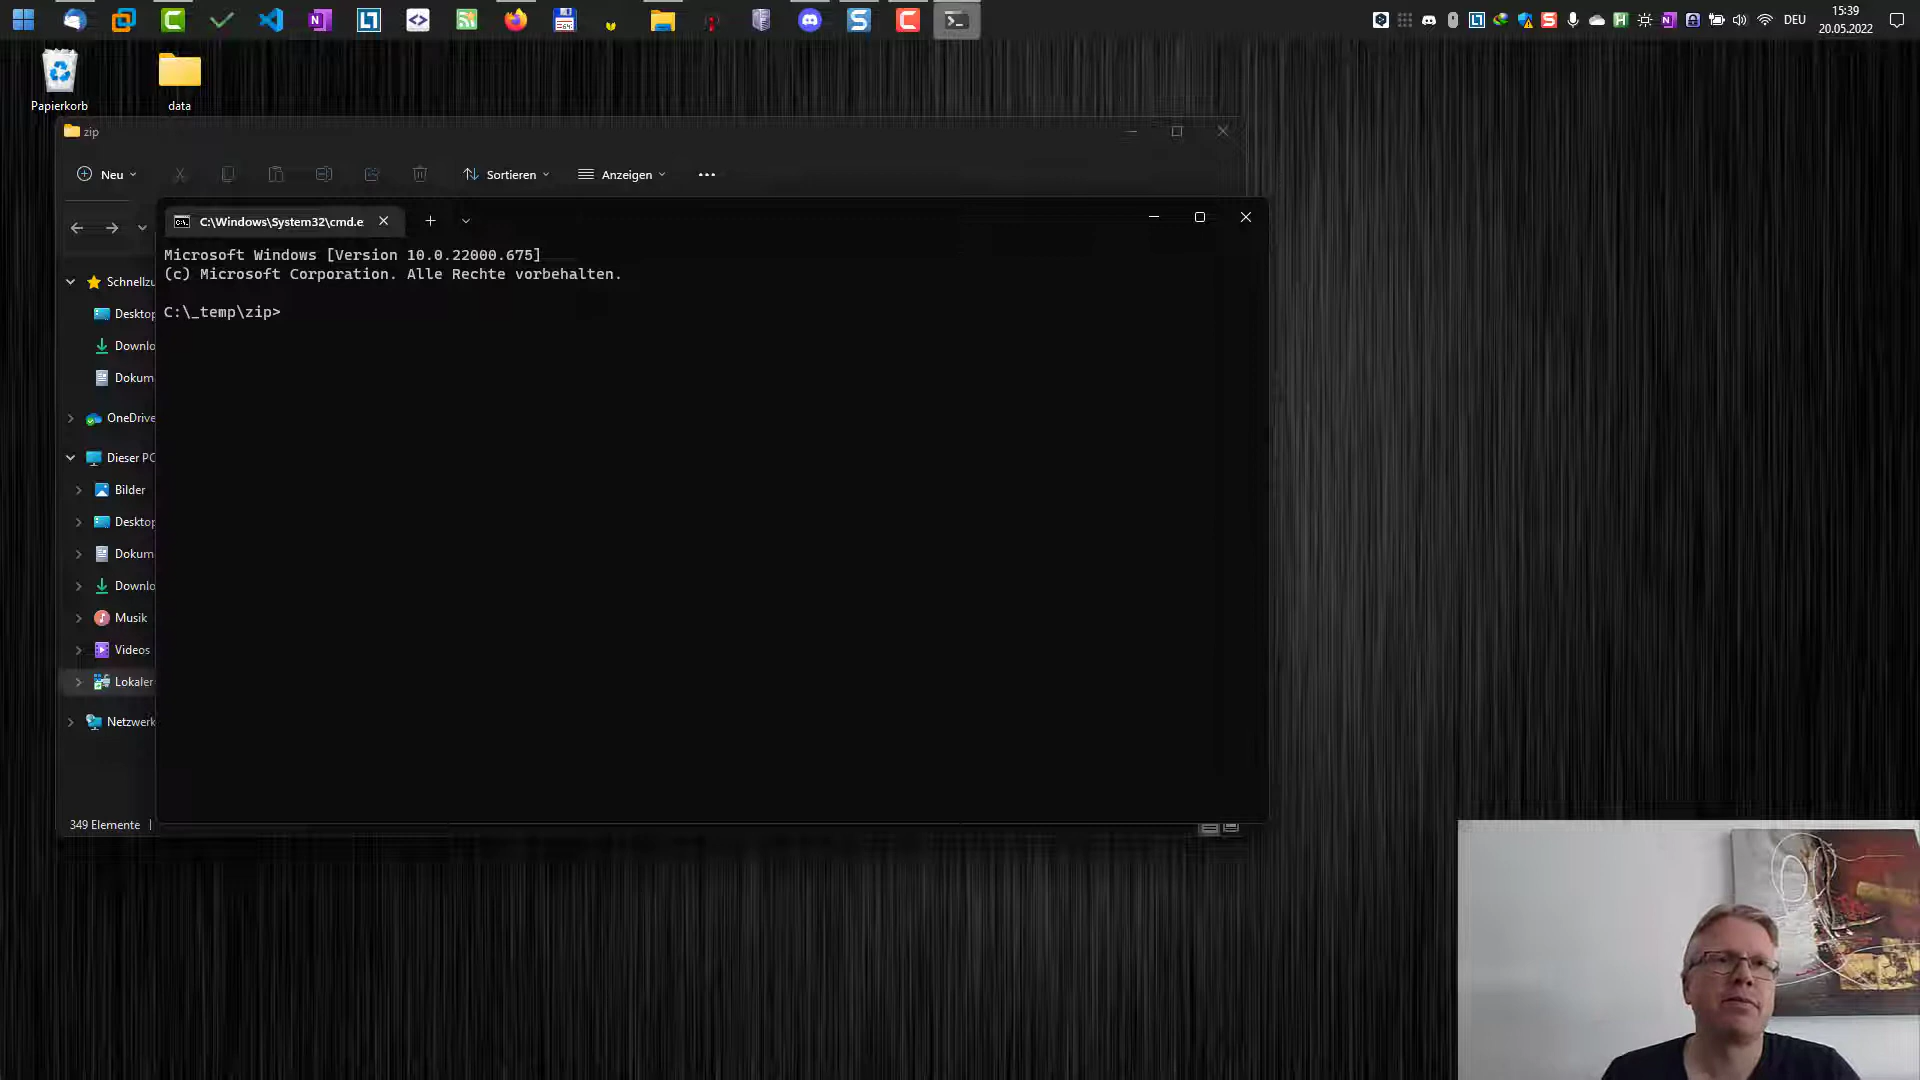 15:39
DEU
20.05.2022
Papierkorb
data
zip
Neu
Sortieren
Anzeigen
C:\Windows\System32\cmd.e
Microsoft Windows [Version 10.0.22000.675]
(c) Microsoft Corporation. Alle Rechte vorbehalten.
C:\_temp\zip>
Schnellzu
Desktop
Downlo
Dokum
OneDrive
Dieser PC
Bilder
Desktop
Dokum
Downlo
Musik
Videos
Lokaler
Netzwerk
349 Elemente